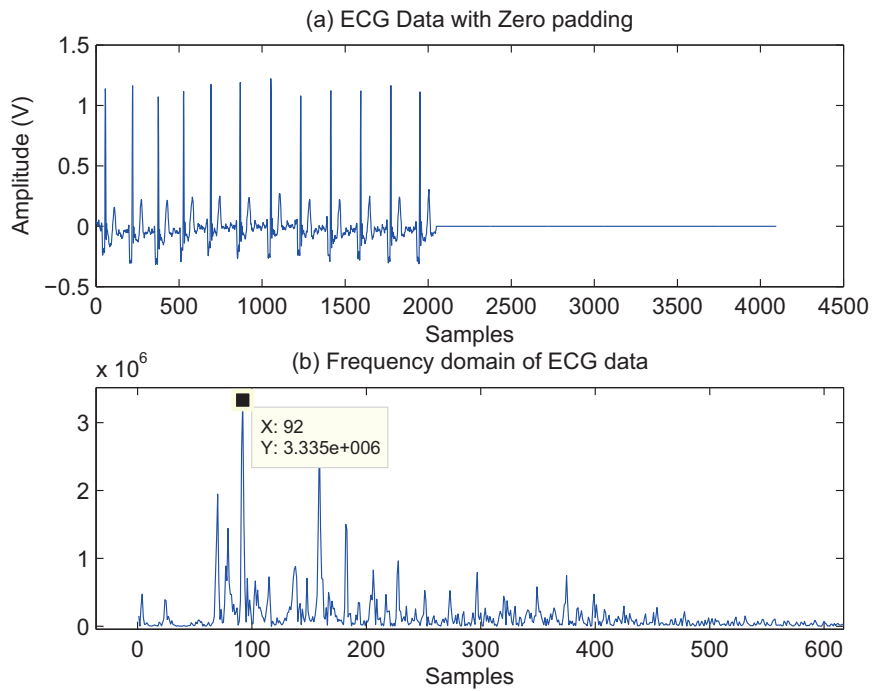 (a) ECG Data with Zero padding
1.5
1
0.5
0
−0.5
Amplitude (V)
0 500 1000 1500 2000 2500 3000 3500 4000 4500
Samples
(b) Frequency domain of ECG data
x 10⁶
3
2
1
0
X: 92
Y: 3.335e+006
0 100 200 300 400 500 600
Samples